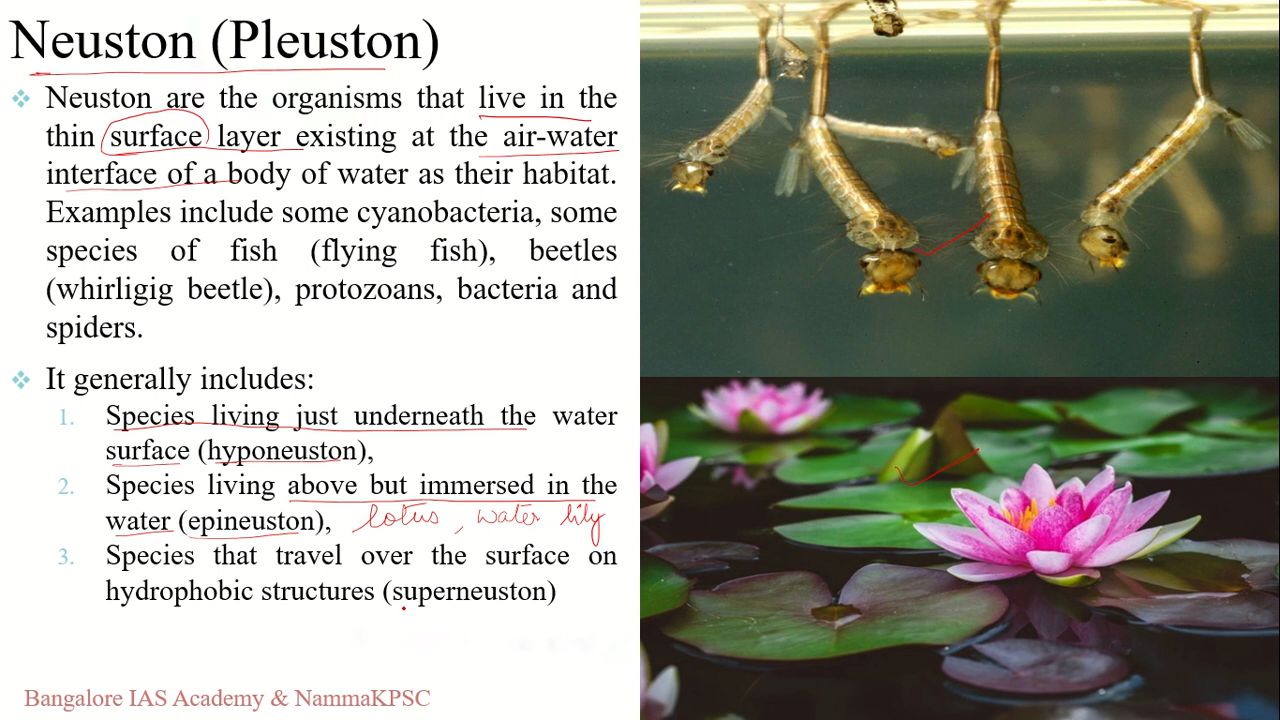 Neuston (Pleuston)
Neuston are the organisms that live in the
thin surface layer existing at the air-water
interface of a body of water as their habitat.
Examples include some cyanobacteria, some
species of fish (flying fish), beetles
(whirligig beetle), protozoans, bacteria and
spiders.
It generally includes:
1. Species living just underneath the water
surface (hyponeuston),
2. Species living above but immersed in the
water (epineuston), lotus, water lily
3. Species that travel over the surface on
hydrophobic structures (superneuston)
Bangalore IAS Academy & NammaKPSC